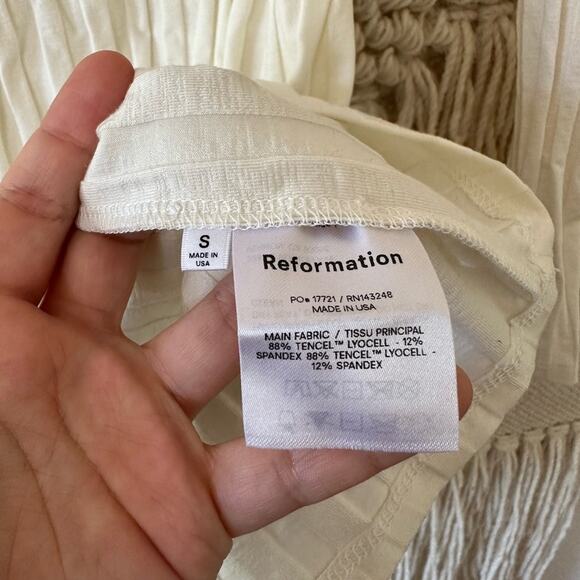 S
MADE IN
USA
Reformation
PO# 17721 / RN143248
MADE IN USA
MAIN FABRIC / TISSU PRINCIPAL
88% TENCEL™ LYOCELL - 12%
SPANDEX 88% TENCEL™ LYOCELL -
12% SPANDEX